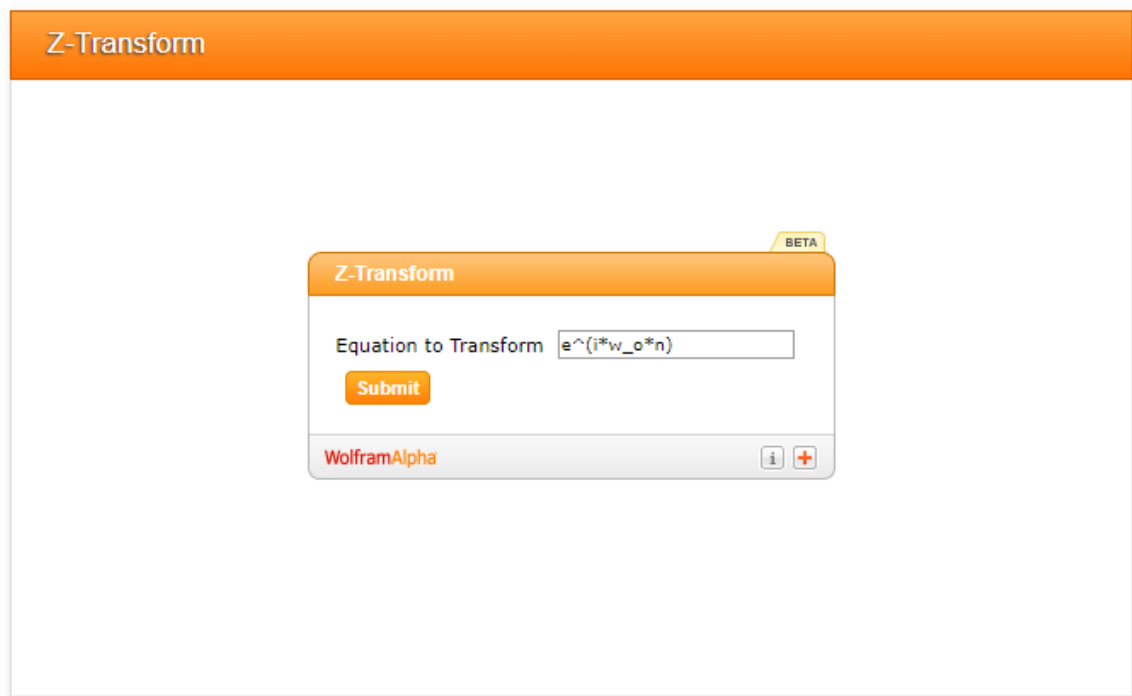 Z-Transform
BETA
Z-Transform
Equation to Transform e^(i*w_o*n)
Submit
WolframAlpha
i